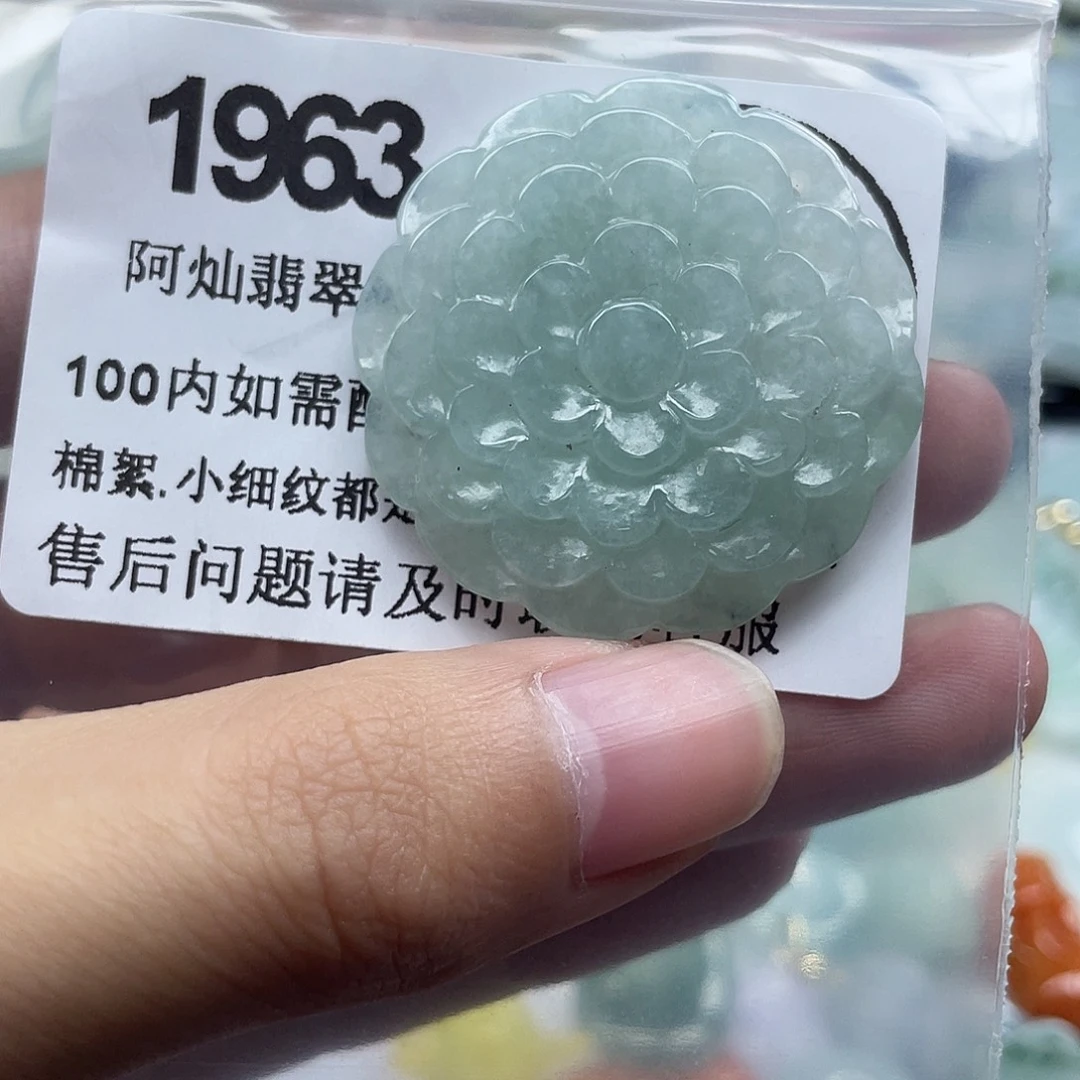 1963
阿灿翡翠
100内如需
棉絮.小细纹都
售后问题请及时 服